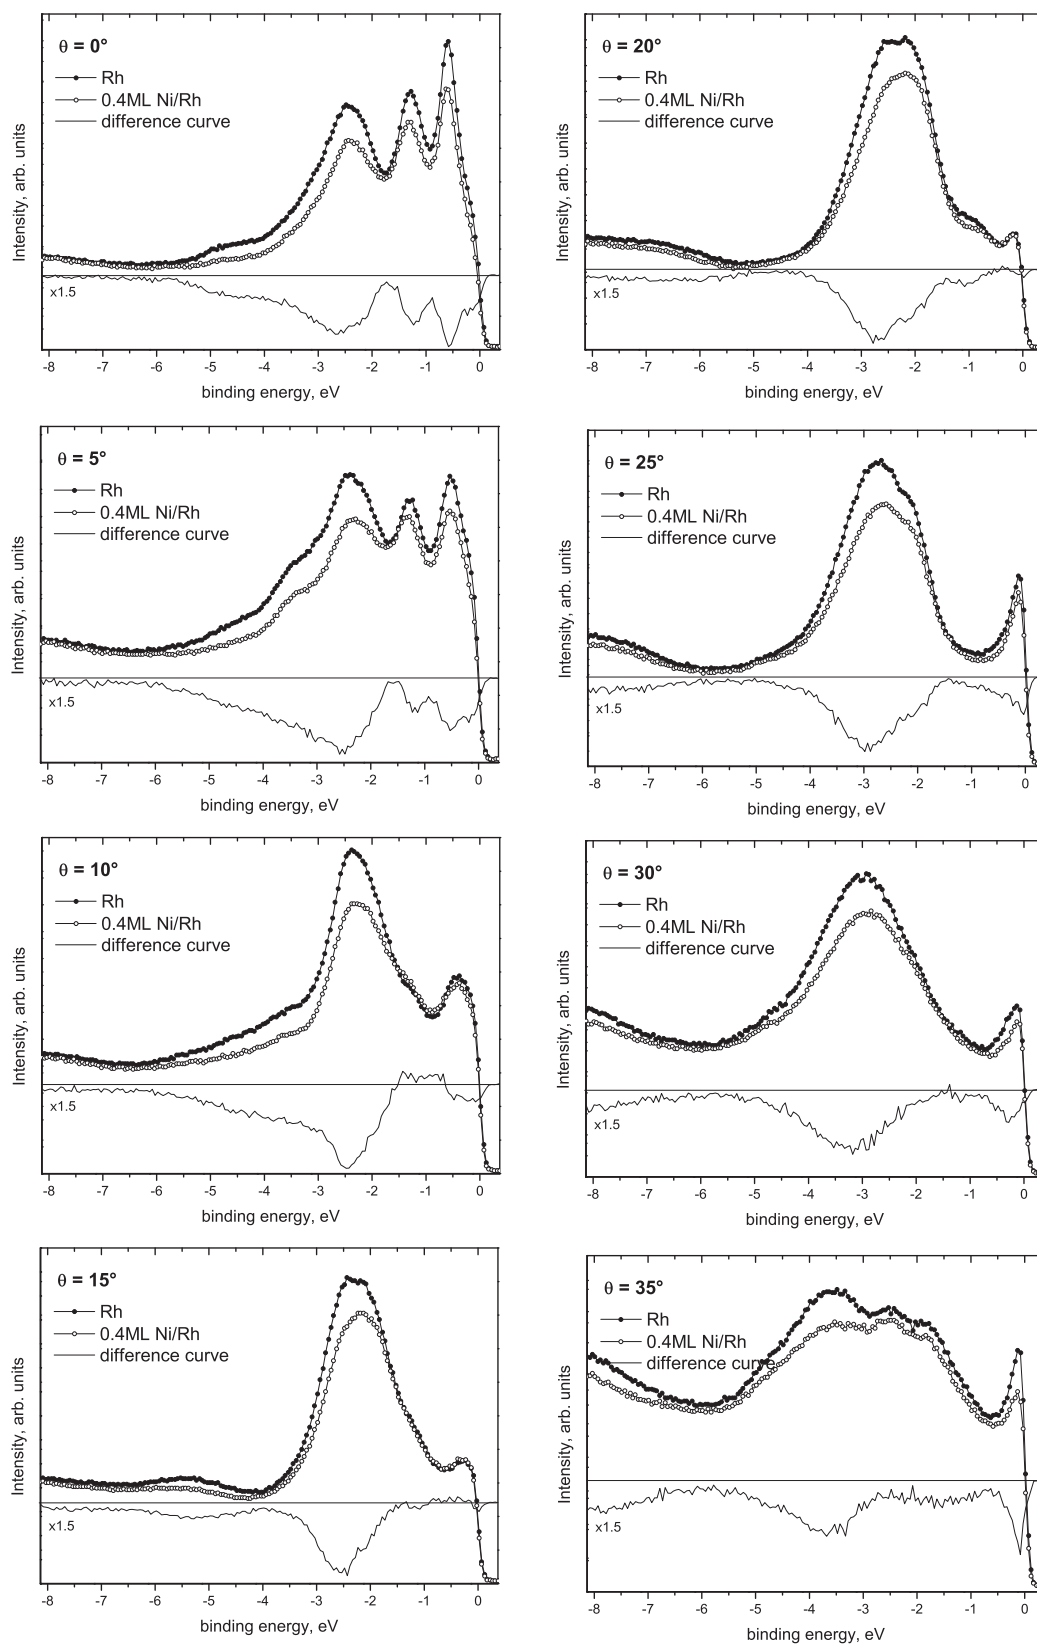 θ = 0°
Rh
0.4ML Ni/Rh
difference curve
Intensity, arb. units
x1.5
-8 -7 -6 -5 -4 -3 -2 -1 0
binding energy, eV
θ = 20°
Rh
0.4ML Ni/Rh
difference curve
Intensity, arb. units
x1.5
-8 -7 -6 -5 -4 -3 -2 -1 0
binding energy, eV
θ = 5°
Rh
0.4ML Ni/Rh
difference curve
Intensity, arb. units
x1.5
-8 -7 -6 -5 -4 -3 -2 -1 0
binding energy, eV
θ = 25°
Rh
0.4ML Ni/Rh
difference curve
Intensity, arb. units
x1.5
-8 -7 -6 -5 -4 -3 -2 -1 0
binding energy, eV
θ = 10°
Rh
0.4ML Ni/Rh
difference curve
Intensity, arb. units
x1.5
-8 -7 -6 -5 -4 -3 -2 -1 0
binding energy, eV
θ = 30°
Rh
0.4ML Ni/Rh
difference curve
Intensity, arb. units
x1.5
-8 -7 -6 -5 -4 -3 -2 -1 0
binding energy, eV
θ = 15°
Rh
0.4ML Ni/Rh
difference curve
Intensity, arb. units
x1.5
-8 -7 -6 -5 -4 -3 -2 -1 0
binding energy, eV
θ = 35°
Rh
0.4ML Ni/Rh
difference curve
Intensity, arb. units
x1.5
-8 -7 -6 -5 -4 -3 -2 -1 0
binding energy, eV